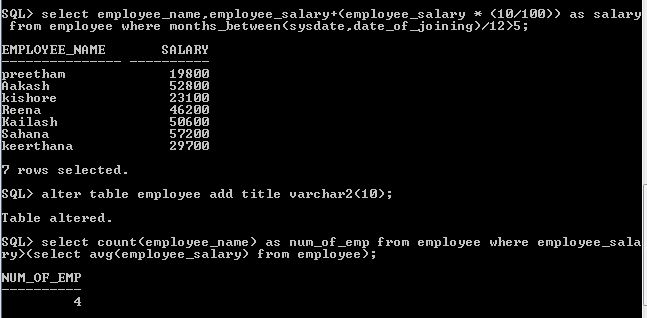 SQL> select employee_name,employee_salary+(employee_salary * (10/100)) as salary
 from employee where months_between(sysdate,date_of_joining)/12>5;
EMPLOYEE_NAME       SALARY
--------------- ----------
preetham             19800
Aakash               52800
kishore              23100
Reena                46200
Kailash              50600
Sahana               57200
keerthana            29700
7 rows selected.
SQL> alter table employee add title varchar2(10);
Table altered.
SQL> select count(employee_name) as num_of_emp from employee where employee_sala
ry>(select avg(employee_salary) from employee);
NUM_OF_EMP
----------
         4